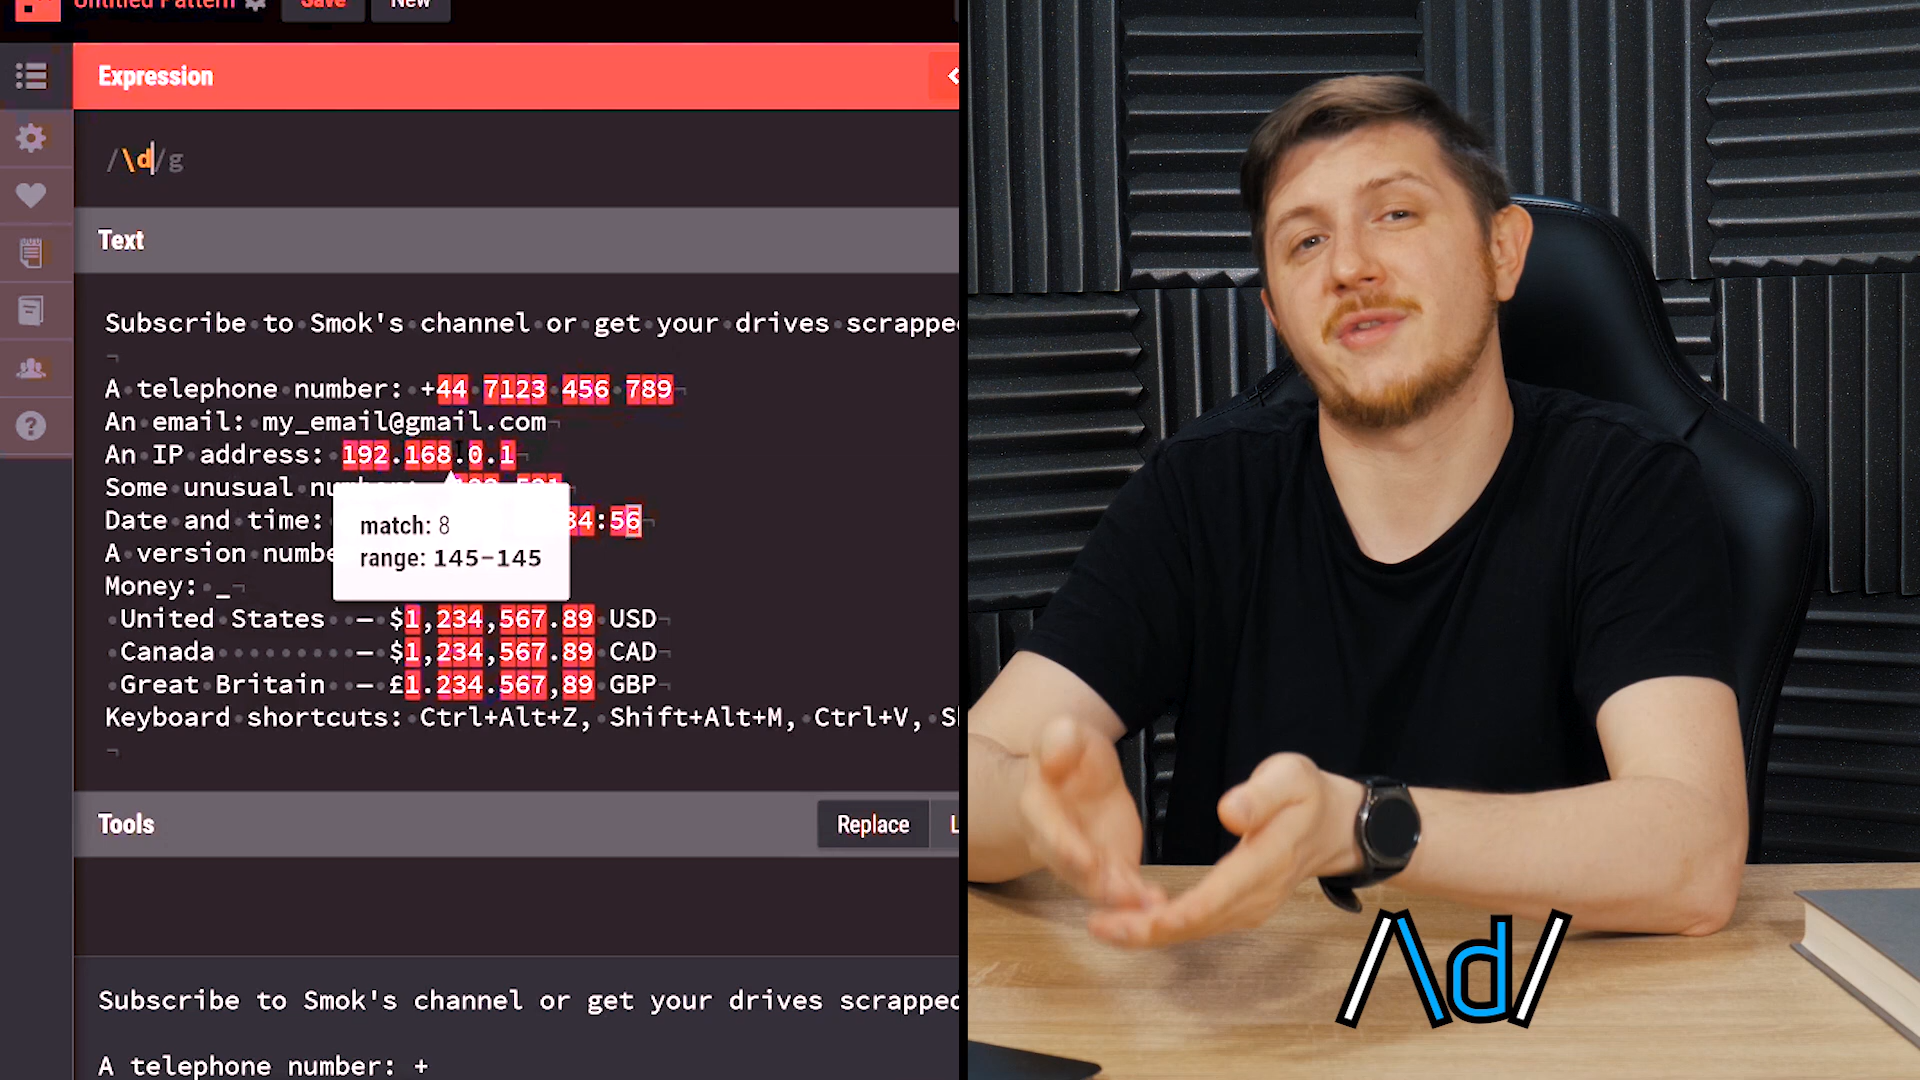 Untitled Pattern Save New
Expression
/\d/g
Text
Subscribe to Smok's channel or get your drives scrapped
A telephone number: +44 7123 456 789
An email: my_email@gmail.com
An IP address: 192.168.0.1
Some unusual
Date and time: 34:56
A version
Money: _
match: 8
range: 145-145
United States — $1,234,567.89 USD
Canada — $1,234,567.89 CAD
Great Britain — £1.234.567,89 GBP
Keyboard shortcuts: Ctrl+Alt+Z, Shift+Alt+M, Ctrl+V,
Tools
Replace
Subscribe to Smok's channel or get your drives scrapped
A telephone number: +
/\d/